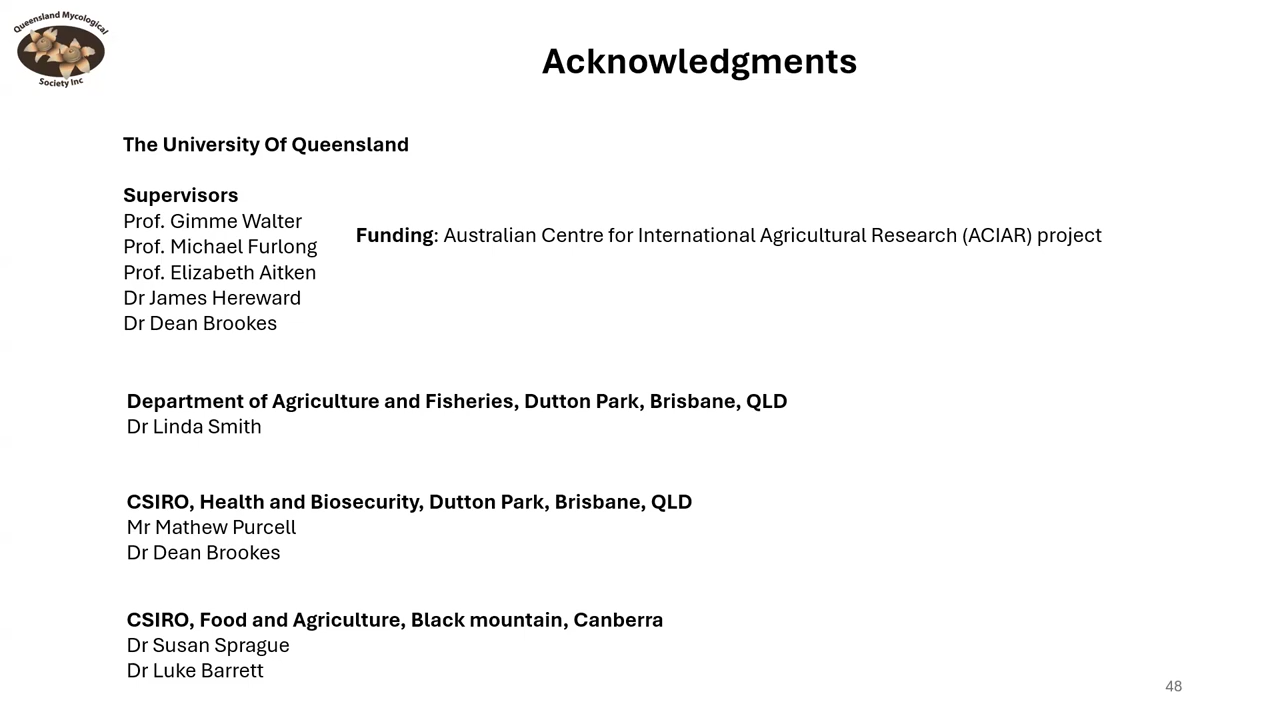 Queensland Mycological
Society Inc
Acknowledgments
The University Of Queensland
Supervisors
Prof. Gimme Walter
Prof. Michael Furlong
Prof. Elizabeth Aitken
Dr James Hereward
Dr Dean Brookes
Funding: Australian Centre for International Agricultural Research (ACIAR) project
Department of Agriculture and Fisheries, Dutton Park, Brisbane, QLD
Dr Linda Smith
CSIRO, Health and Biosecurity, Dutton Park, Brisbane, QLD
Mr Mathew Purcell
Dr Dean Brookes
CSIRO, Food and Agriculture, Black mountain, Canberra
Dr Susan Sprague
Dr Luke Barrett
48